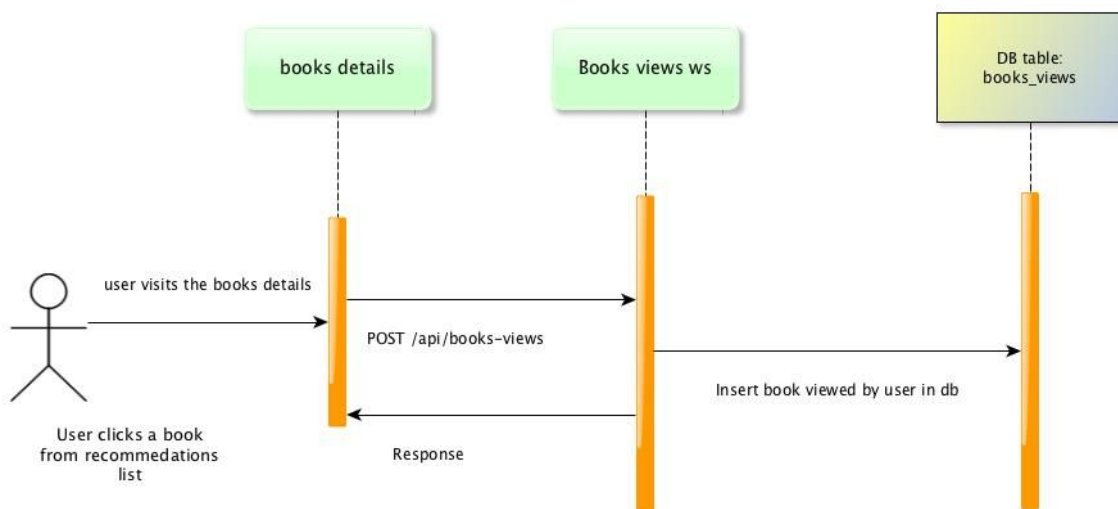 books details
Books views ws
DB table:
books_views
user visits the books details
POST /api/books-views
Insert book viewed by user in db
Response
User clicks a book
from recommedations
list